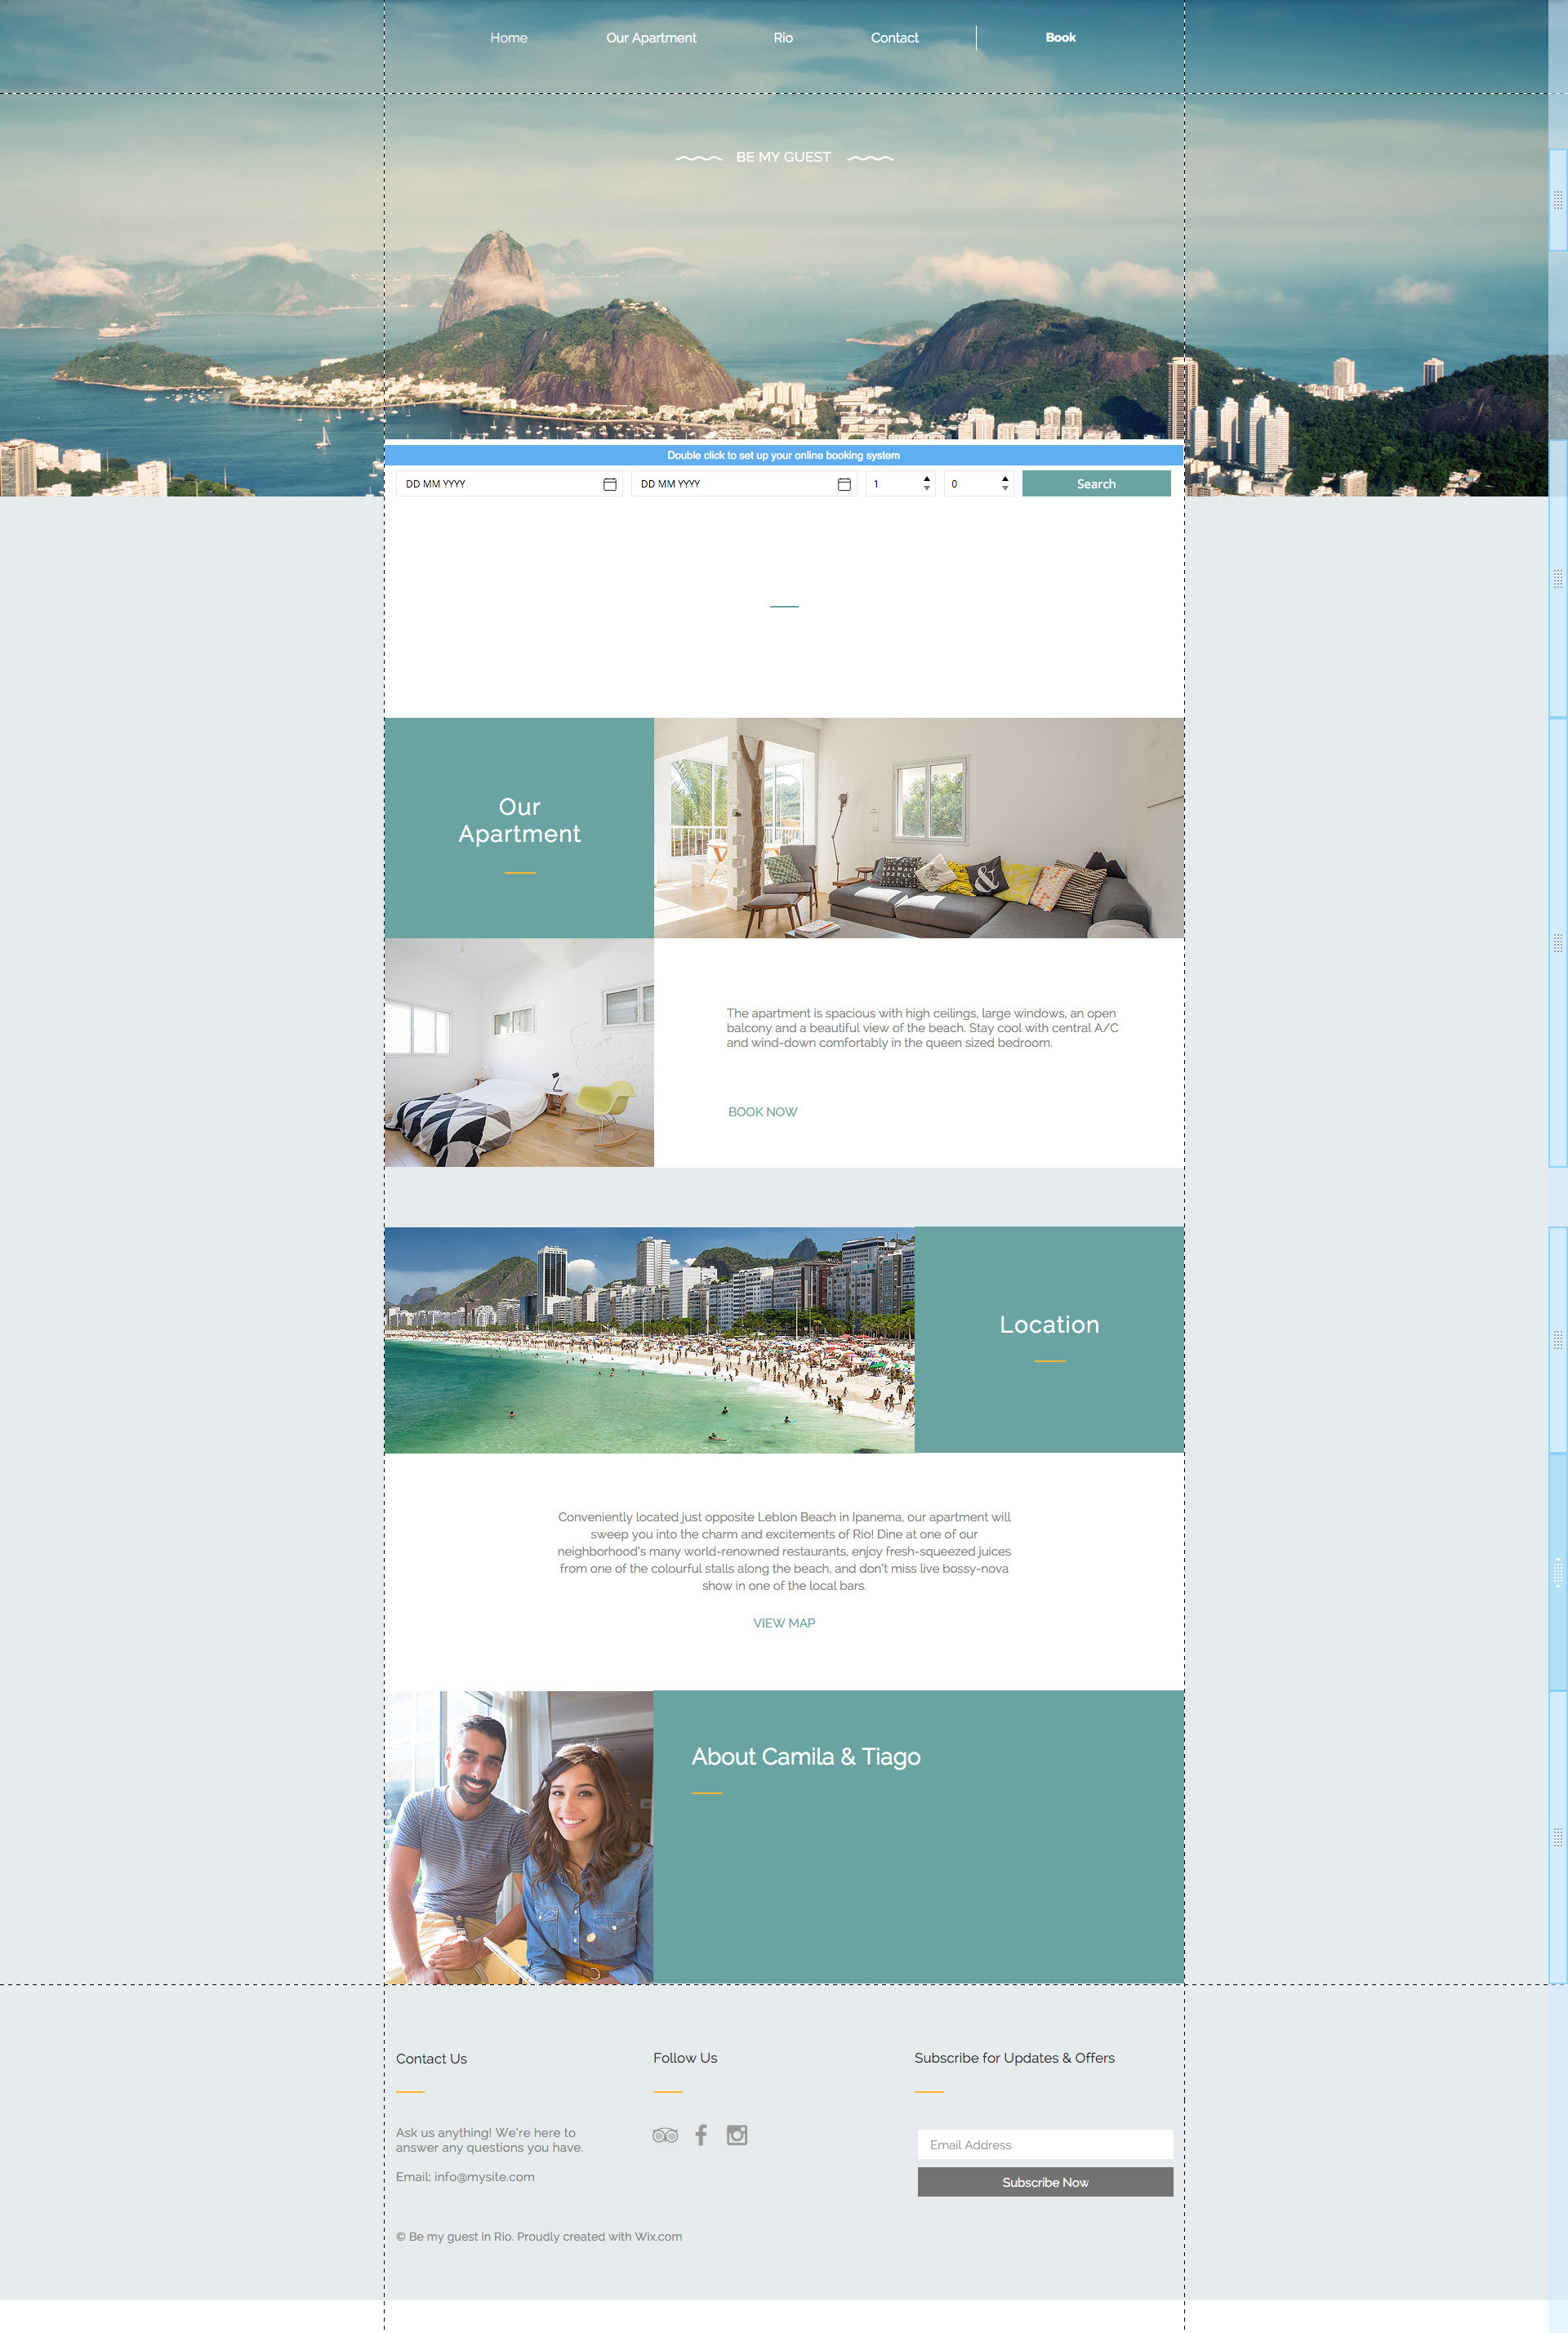 Home Our Apartment Rio Contact Book
BE MY GUEST
Double click to set up your online booking system
DD MM YYYY DD MM YYYY 1 0 Search
Our
Apartment
&
The apartment is spacious with high ceilings, large windows, an open
balcony and a beautiful view of the beach. Stay cool with central A/C
and wind-down comfortably in the queen sized bedroom.
BOOK NOW
Location
Conveniently located just opposite Leblon Beach in Ipanema, our apartment will
sweep you into the charm and excitements of Rio! Dine at one of our
neighborhood's many world-renowned restaurants, enjoy fresh-squeezed juices
from one of the colourful stalls along the beach, and don't miss live bossy-nova
show in one of the local bars.
VIEW MAP
About Camila & Tiago
Contact Us
Ask us anything! We're here to
answer any questions you have.
Email: info@mysite.com
Follow Us
Subscribe for Updates & Offers
Email Address
Subscribe Now
© Be my guest in Rio. Proudly created with Wix.com